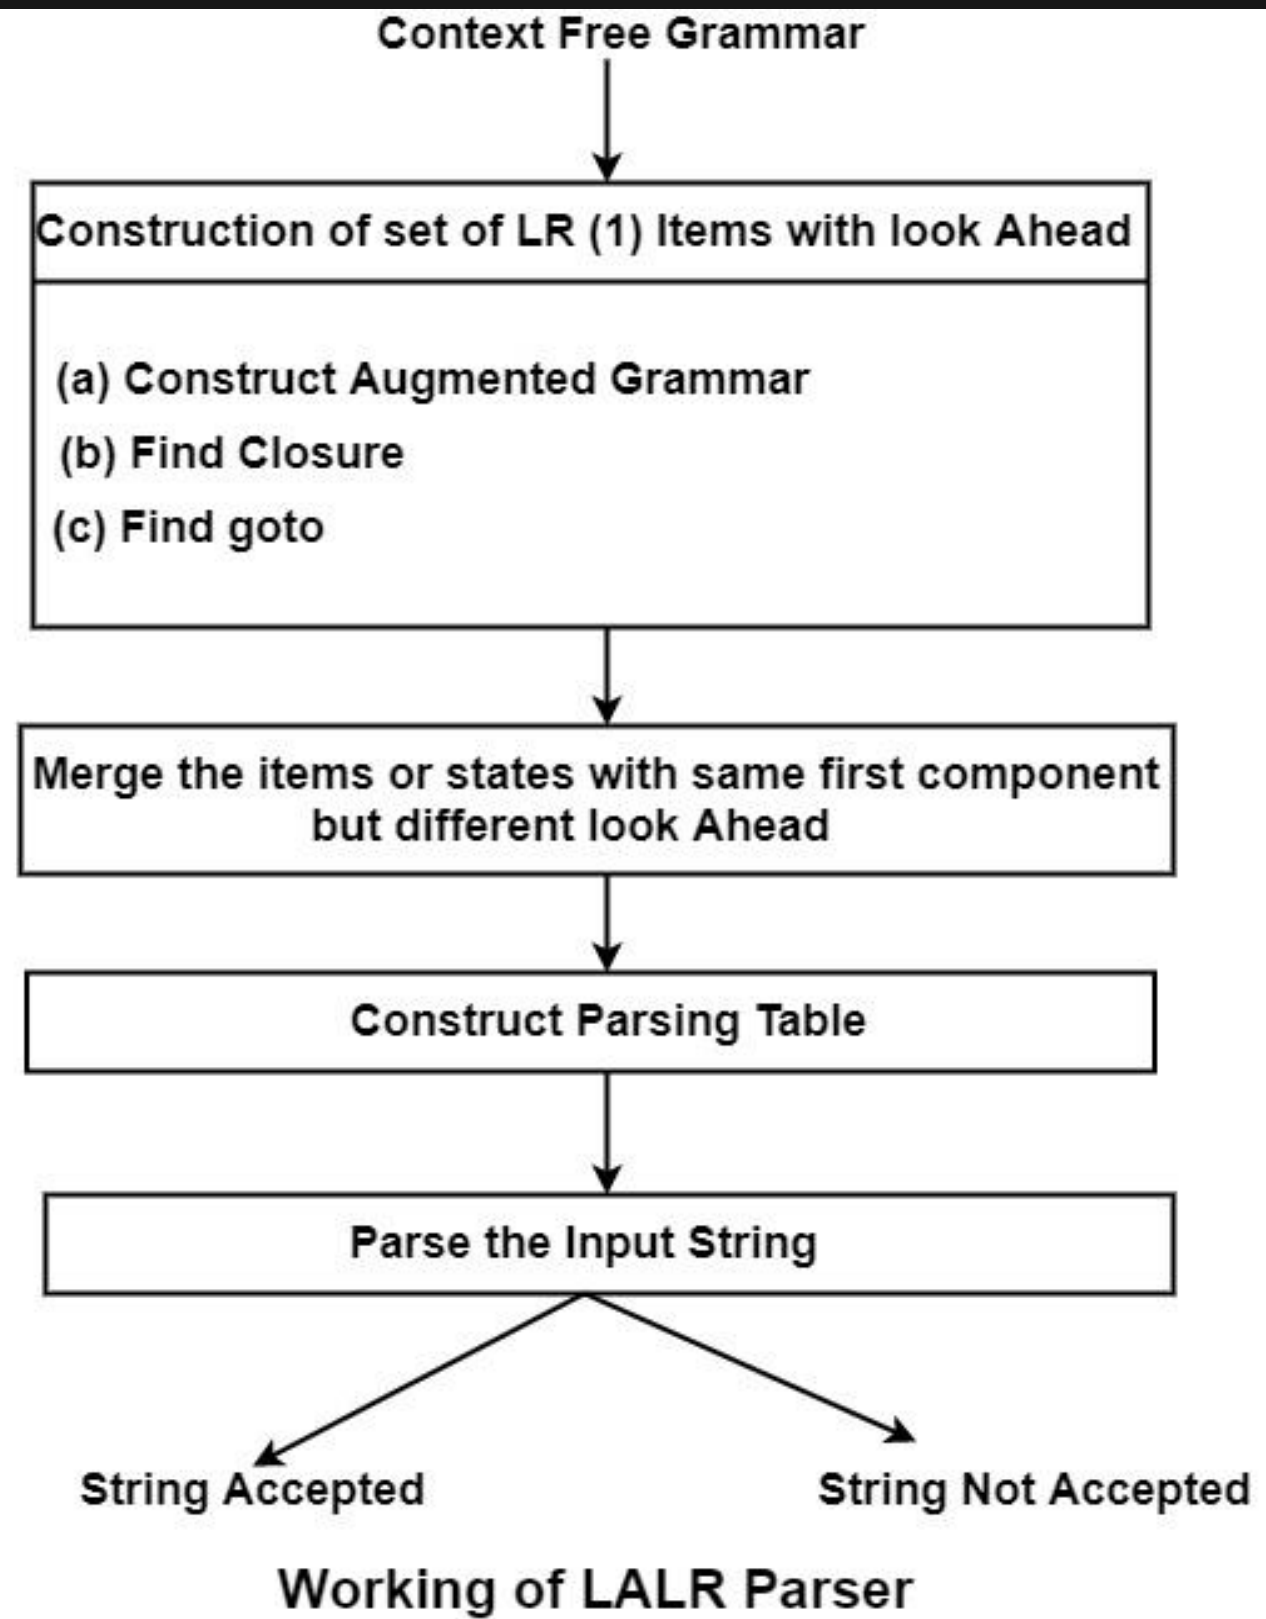 Context Free Grammar
Construction of set of LR (1) Items with look Ahead
(a) Construct Augmented Grammar
(b) Find Closure
(c) Find goto
Merge the items or states with same first component
but different look Ahead
Construct Parsing Table
Parse the Input String
String Accepted
String Not Accepted
Working of LALR Parser